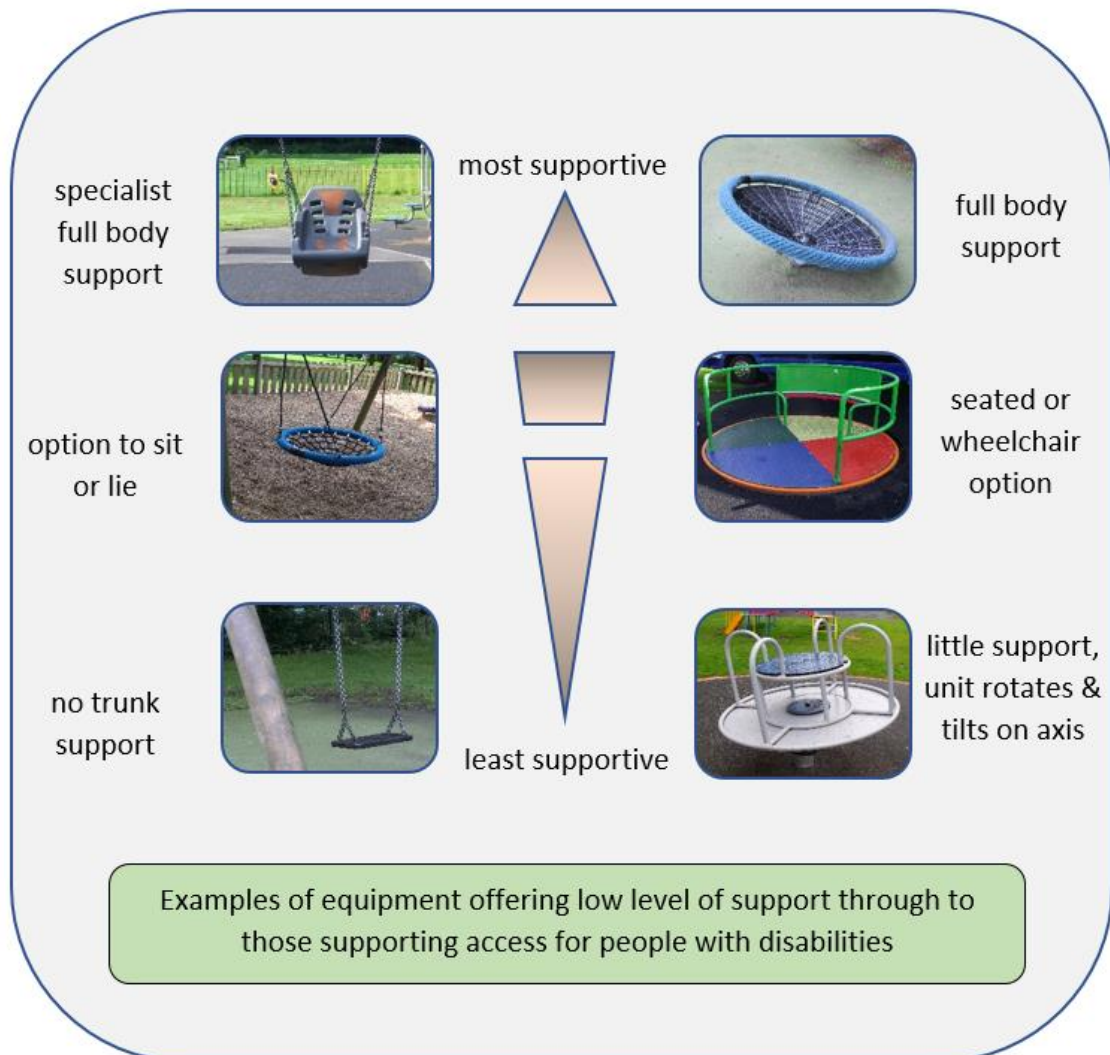 most supportive
specialist
full body
support
full body
support
option to sit
or lie
seated or
wheelchair
option
no trunk
support
little support,
unit rotates &
tilts on axis
least supportive
Examples of equipment offering low level of support through to
those supporting access for people with disabilities